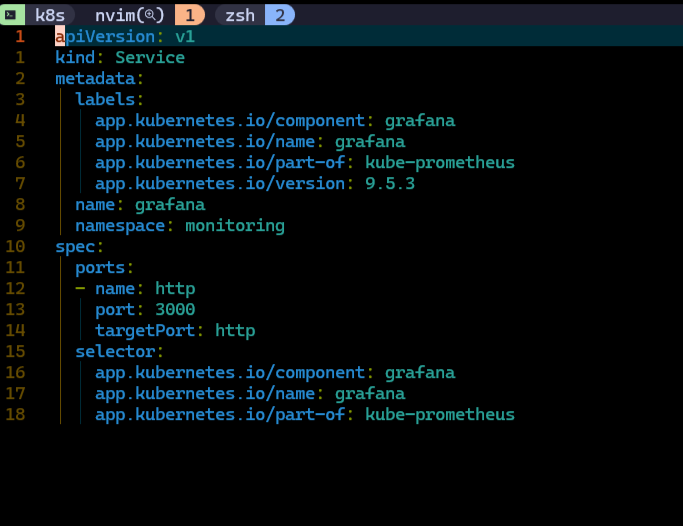 k8s nvim() 1 zsh 2
1 apiVersion: v1
1 kind: Service
2 metadata:
3 labels:
4 app.kubernetes.io/component: grafana
5 app.kubernetes.io/name: grafana
6 app.kubernetes.io/part-of: kube-prometheus
7 app.kubernetes.io/version: 9.5.3
8 name: grafana
9 namespace: monitoring
10 spec:
11 ports:
12 - name: http
13 port: 3000
14 targetPort: http
15 selector:
16 app.kubernetes.io/component: grafana
17 app.kubernetes.io/name: grafana
18 app.kubernetes.io/part-of: kube-prometheus